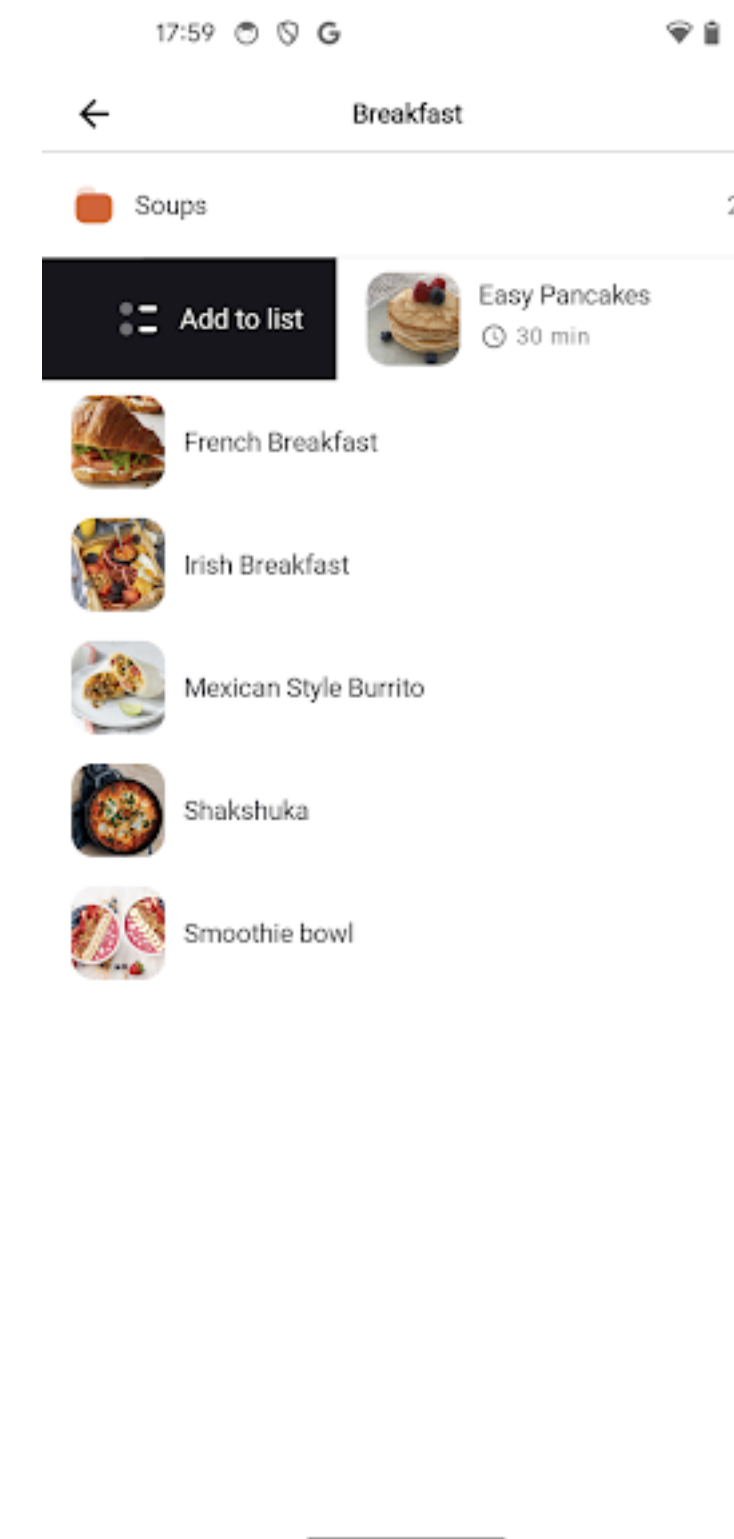 17:59
Breakfast
Soups
Add to list
Easy Pancakes
30 min
French Breakfast
Irish Breakfast
Mexican Style Burrito
Shakshuka
Smoothie bowl